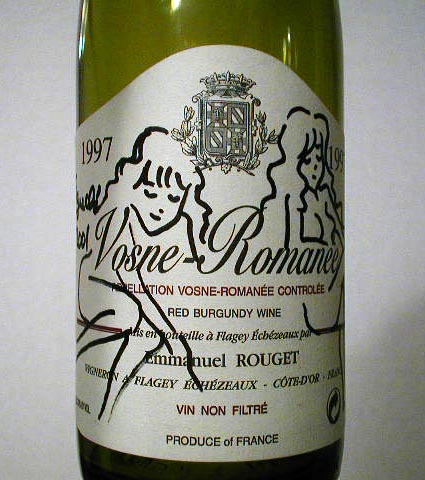 1997
Vosne-Romanée
APPELLATION VOSNE-ROMANÉE CONTROLÉE
RED BURGUNDY WINE
Mis en bouteille à Flagey Échézeaux par
Emmanuel ROUGET
VIGNERON À FLAGEY ÉCHÉZEAUX - CÔTE-D'OR - FRANC
VIN NON FILTRÉ
PRODUCE of FRANCE